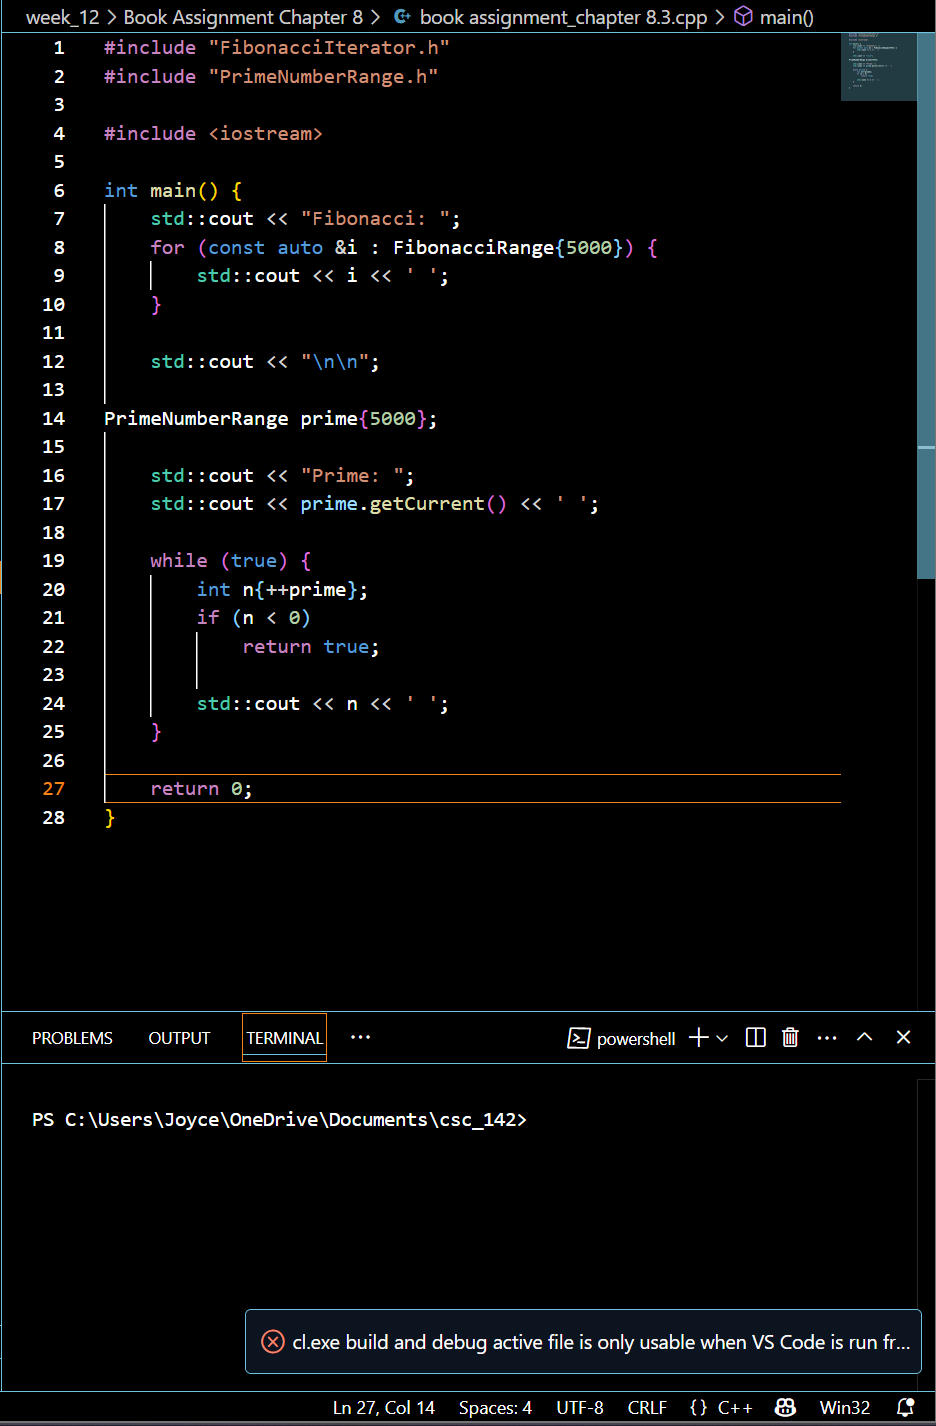 week_12 > Book Assignment Chapter 8 > book assignment_chapter 8.3.cpp > main()
1 #include "FibonacciIterator.h"
2 #include "PrimeNumberRange.h"
3
4 #include <iostream>
5
6 int main() {
7 std::cout << "Fibonacci: ";
8 for (const auto &i : FibonacciRange{5000}) {
9 std::cout << i << ' ';
10 }
11
12 std::cout << "\n\n";
13
14 PrimeNumberRange prime{5000};
15
16 std::cout << "Prime: ";
17 std::cout << prime.getCurrent() << ' ';
18
19 while (true) {
20 int n{++prime};
21 if (n < 0)
22 return true;
23
24 std::cout << n << ' ';
25 }
26
27 return 0;
28 }
PROBLEMS OUTPUT TERMINAL ··· powershell
PS C:\Users\Joyce\OneDrive\Documents\csc_142>
cl.exe build and debug active file is only usable when VS Code is run fr...
Ln 27, Col 14 Spaces: 4 UTF-8 CRLF {} C++ Win32